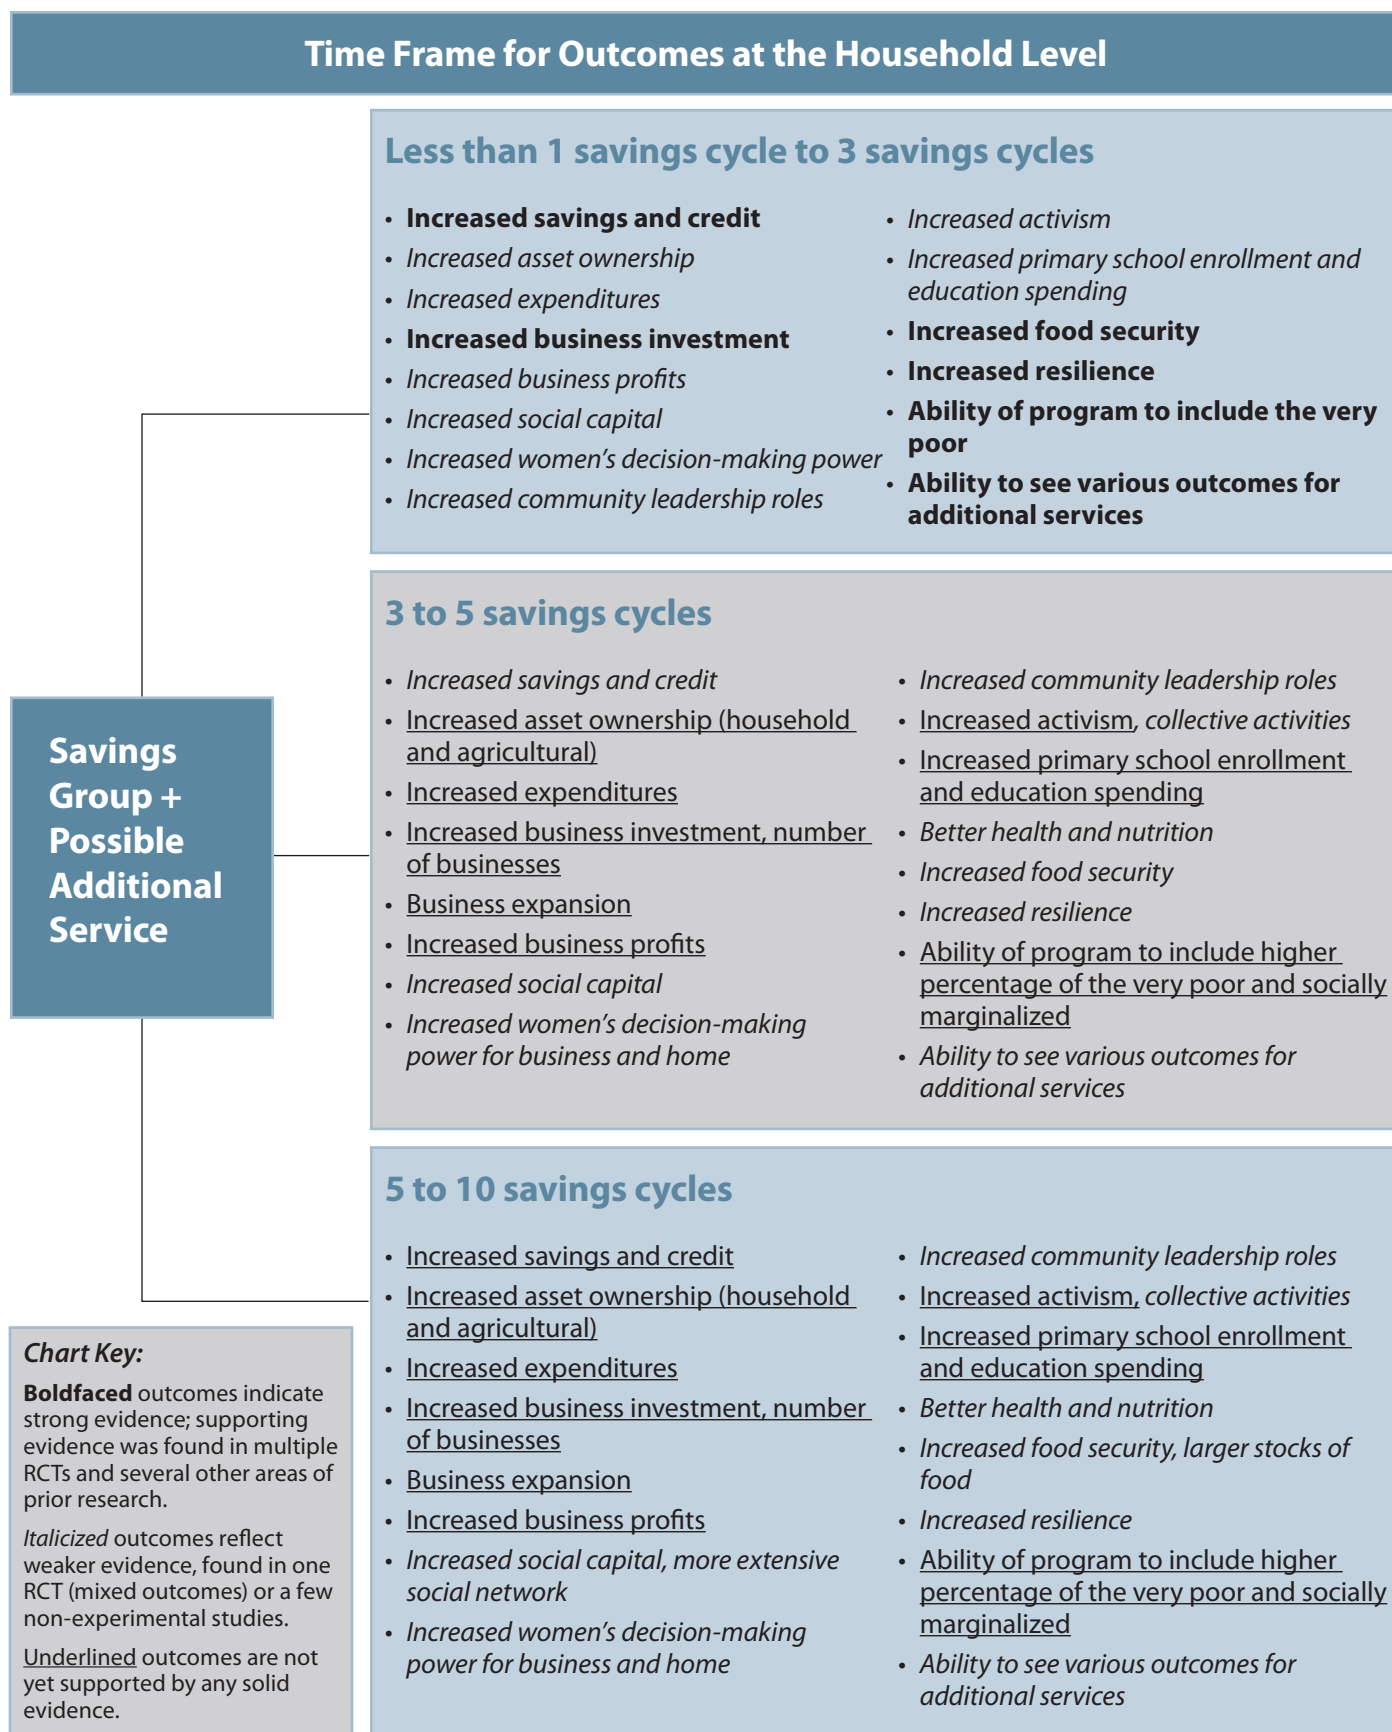 Time Frame for Outcomes at the Household Level
Less than 1 savings cycle to 3 savings cycles
• Increased savings and credit
• Increased asset ownership
• Increased expenditures
• Increased business investment
• Increased business profits
• Increased social capital
• Increased women's decision-making power
• Increased community leadership roles
• Increased activism
• Increased primary school enrollment and
education spending
• Increased food security
• Increased resilience
• Ability of program to include the very
poor
• Ability to see various outcomes for
additional services
3 to 5 savings cycles
• Increased savings and credit
• Increased asset ownership (household
and agricultural)
• Increased expenditures
• Increased business investment, number
of businesses
• Business expansion
• Increased business profits
• Increased social capital
• Increased women's decision-making
power for business and home
• Increased community leadership roles
• Increased activism, collective activities
• Increased primary school enrollment
and education spending
• Better health and nutrition
• Increased food security
• Increased resilience
• Ability of program to include higher
percentage of the very poor and socially
marginalized
• Ability to see various outcomes for
additional services
Savings
Group +
Possible
Additional
Service
5 to 10 savings cycles
• Increased savings and credit
• Increased asset ownership (household
and agricultural)
• Increased expenditures
• Increased business investment, number
of businesses
• Business expansion
• Increased business profits
• Increased social capital, more extensive
social network
• Increased women's decision-making
power for business and home
• Increased community leadership roles
• Increased activism, collective activities
• Increased primary school enrollment
and education spending
• Better health and nutrition
• Increased food security, larger stocks of
food
• Increased resilience
• Ability of program to include higher
percentage of the very poor and socially
marginalized
• Ability to see various outcomes for
additional services
Chart Key:
Boldfaced outcomes indicate
strong evidence; supporting
evidence was found in multiple
RCTs and several other areas of
prior research.
Italicized outcomes reflect
weaker evidence, found in one
RCT (mixed outcomes) or a few
non-experimental studies.
Underlined outcomes are not
yet supported by any solid
evidence.